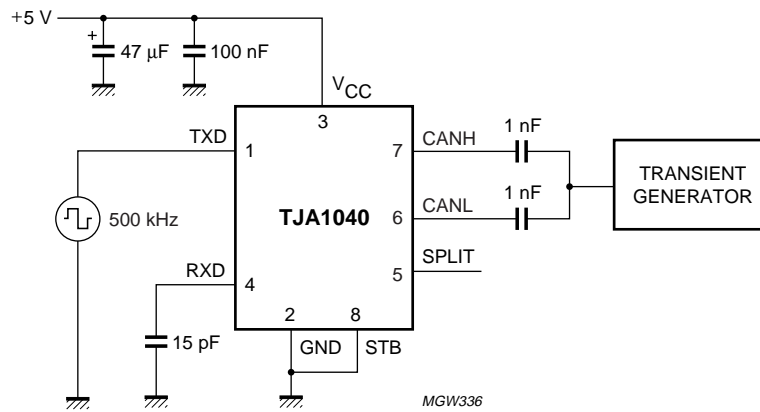 +5 V
+
47 µF
100 nF
VCC
TXD
3
1
500 kHz
TJA1040
7
CANH
1 nF
6
CANL
1 nF
TRANSIENT
GENERATOR
5
SPLIT
RXD
4
15 pF
2
8
GND
STB
MGW336